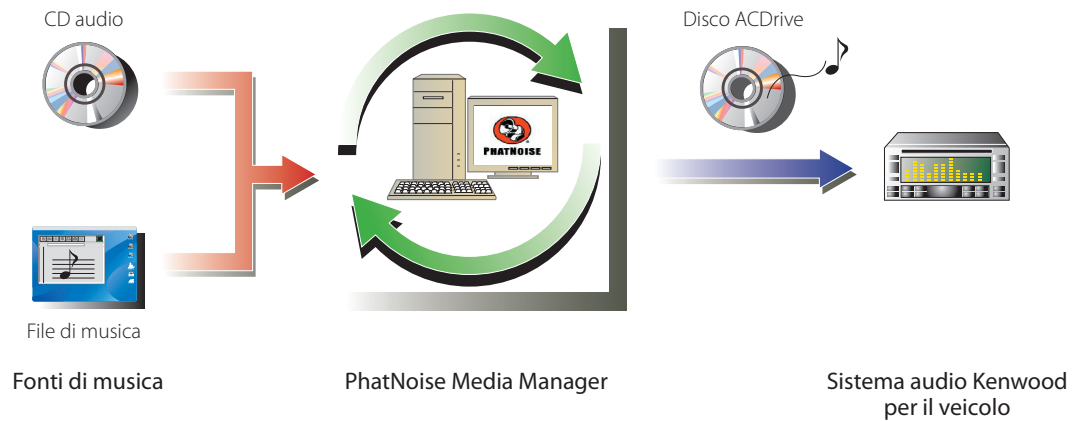 CD audio
Disco ACDrive
PHATNOISE
File di musica
Fonti di musica
PhatNoise Media Manager
Sistema audio Kenwood
per il veicolo